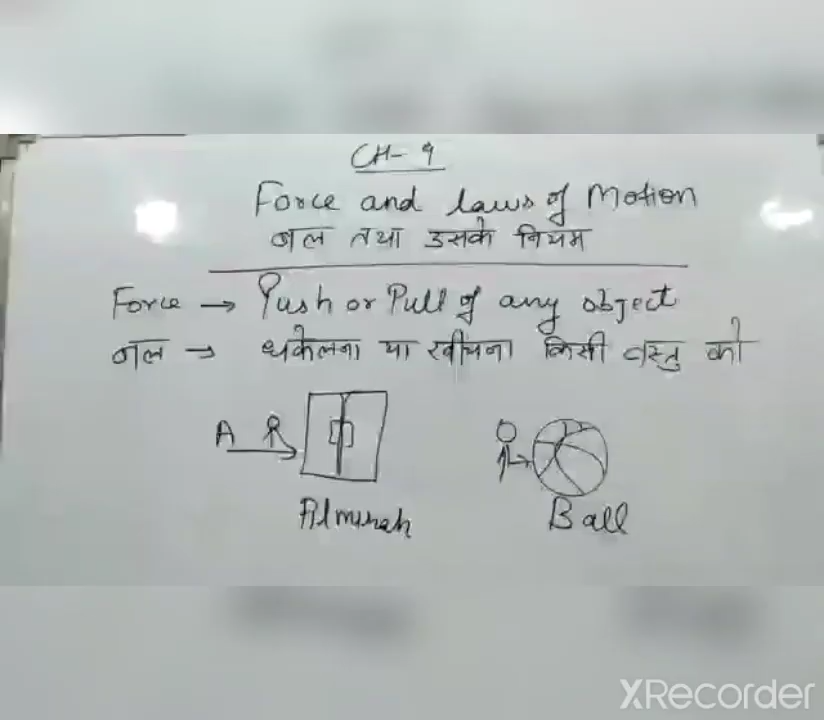 CH- 9
Force and laws of Motion
बल तथा उसके नियम
Force → Push or Pull of any object
बल → धकेलना या खींचना किसी वस्तु को
A
Almirah
Ball
XRecorder